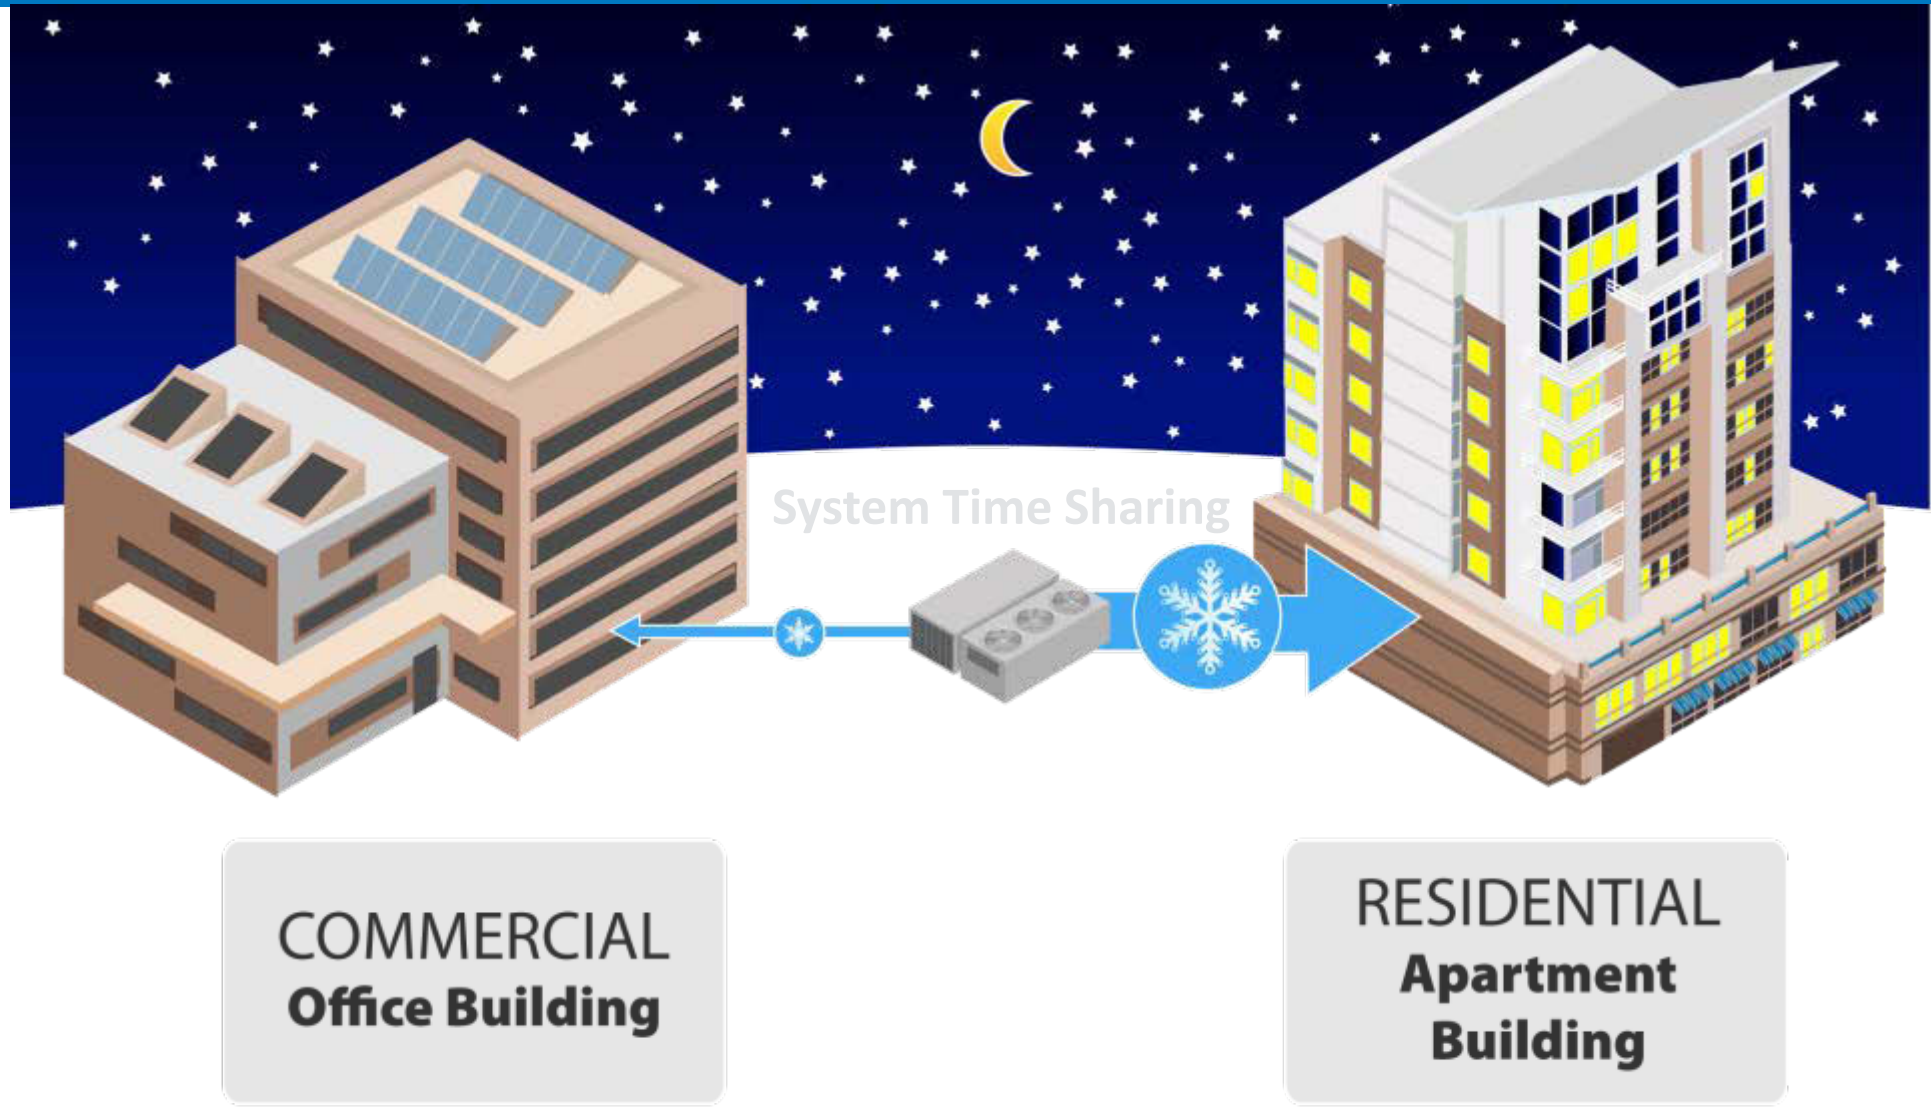 System Time Sharing
COMMERCIAL
Office Building
RESIDENTIAL
Apartment
Building